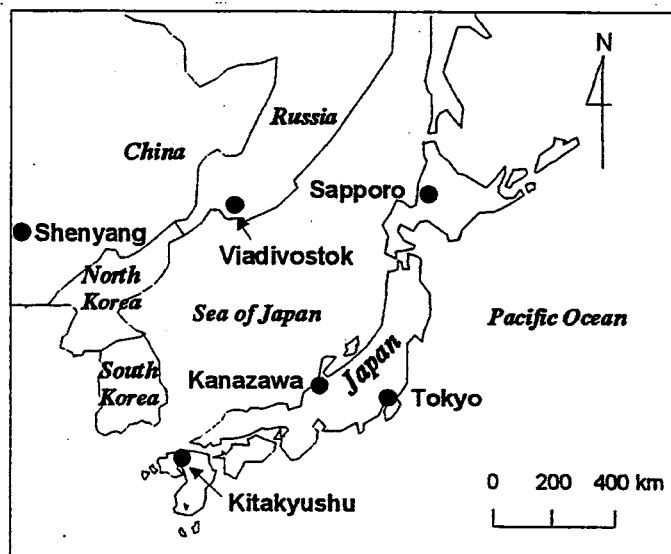 N
Russia
China
Sapporo
Shenyang
Viadivostok
North
Korea
Sea of Japan
Pacific Ocean
Japan
South
Korea
Kanazawa
Tokyo
Kitakyushu
0 200 400 km